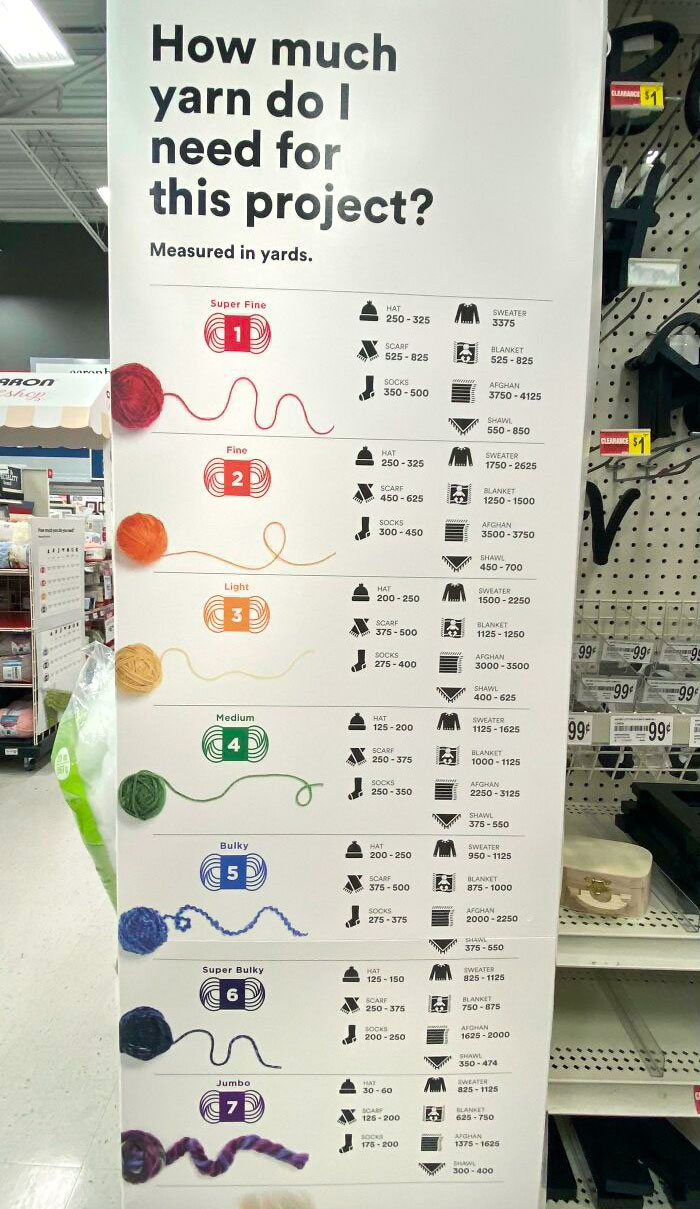 How much
yarn do I
need for
this project?
Measured in yards.
Super Fine
1
HAT
250 - 325
SCARF
525 - 825
SOCKS
350 - 500
SWEATER
3375
BLANKET
525 - 825
AFGHAN
3750 - 4125
SHAWL
550 - 850
Fine
2
HAT
250 - 325
SCARF
450 - 625
SOCKS
300 - 450
SWEATER
1750 - 2625
BLANKET
1250 - 1500
AFGHAN
3500 - 3750
SHAWL
450 - 700
Light
3
HAT
200 - 250
SCARF
375 - 500
SOCKS
275 - 400
SWEATER
1500 - 2250
BLANKET
1125 - 1250
AFGHAN
3000 - 3500
SHAWL
400 - 625
Medium
4
HAT
125 - 200
SCARF
250 - 375
SOCKS
250 - 350
SWEATER
1125 - 1625
BLANKET
1000 - 1125
AFGHAN
2250 - 3125
SHAWL
375 - 550
Bulky
5
HAT
200 - 250
SCARF
375 - 500
SOCKS
275 - 375
SWEATER
950 - 1125
BLANKET
875 - 1000
AFGHAN
2000 - 2250
SHAWL
375 - 550
Super Bulky
6
HAT
125 - 150
SCARF
250 - 375
SOCKS
200 - 250
SWEATER
825 - 1125
BLANKET
750 - 875
AFGHAN
1625 - 2000
SHAWL
350 - 474
Jumbo
7
HAT
30 - 60
SCARF
125 - 200
SOCKS
175 - 200
SWEATER
825 - 1125
BLANKET
625 - 750
AFGHAN
1375 - 1625
SHAWL
300 - 400
CLEARANCE $1
CLEARANCE $1
99¢
99¢
99¢
99¢
99¢
99¢